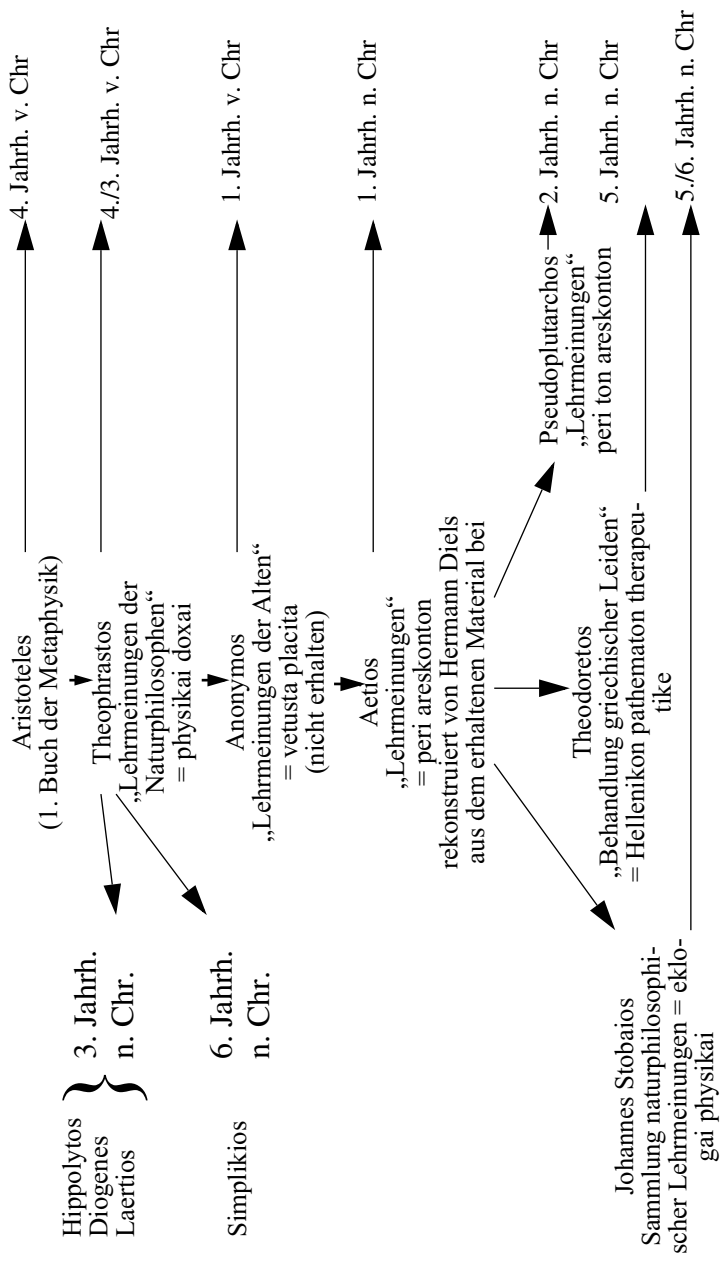 Aristoteles
(1. Buch der Metaphysik)
4. Jahrh. v. Chr
Hippolytos
Diogenes
Laertios
3. Jahrh.
n. Chr.
Theophrastos
„Lehrmeinungen der
Naturphilosophen“
= physikai doxai
4./3. Jahrh. v. Chr
Simplikios
6. Jahrh.
n. Chr.
Anonymos
„Lehrmeinungen der Alten“
= vetusta placita
(nicht erhalten)
1. Jahrh. v. Chr
Aetios
„Lehrmeinungen“
= peri areskonton
rekonstruiert von Hermann Diels
aus dem erhaltenen Material bei
1. Jahrh. n. Chr
Pseudoplutarchos
„Lehrmeinungen“
peri ton areskonton
2. Jahrh. n. Chr
Theodoretos
„Behandlung griechischer Leiden“
= Hellenikon pathematon therapeu-
tike
5. Jahrh. n. Chr
Johannes Stobaios
Sammlung naturphilosophi-
scher Lehrmeinungen = eklo-
gai physikai
5./6. Jahrh. n. Chr